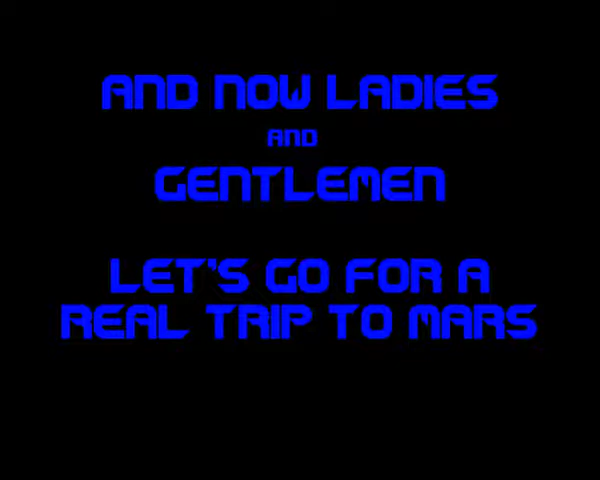 AND NOW LADIES
AND
GENTLEMEN
LET'S GO FOR A
REAL TRIP TO MARS